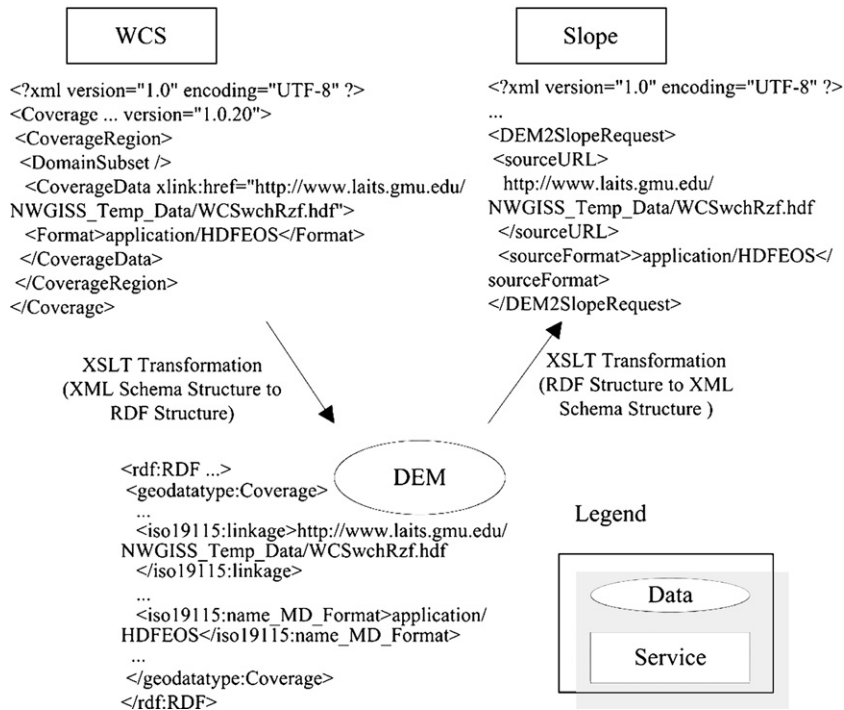 WCS
<?xml version="1.0" encoding="UTF-8" ?>
<Coverage ... version="1.0.20">
<CoverageRegion>
<DomainSubset />
<CoverageData xlink:href="http://www.laits.gmu.edu/
NWGISS_Temp_Data/WCSwchRzf.hdf">
<Format>application/HDFEOS</Format>
</CoverageData>
</CoverageRegion>
</Coverage>
Slope
<?xml version="1.0" encoding="UTF-8" ?>
...
<DEM2SlopeRequest>
<sourceURL>
http://www.laits.gmu.edu/
NWGISS_Temp_Data/WCSwchRzf.hdf
</sourceURL>
<sourceFormat>>application/HDFEOS</
sourceFormat>
</DEM2SlopeRequest>
XSLT Transformation
(XML Schema Structure to
RDF Structure)
XSLT Transformation
(RDF Structure to XML
Schema Structure )
DEM
<rdf:RDF ...>
<geodatatype:Coverage>
...
<iso19115:linkage>http://www.laits.gmu.edu/
NWGISS_Temp_Data/WCSwchRzf.hdf
</iso19115:linkage>
...
<iso19115:name_MD_Format>application/
HDFEOS</iso19115:name_MD_Format>
...
</geodatatype:Coverage>
</rdf:RDF>
Legend
Data
Service